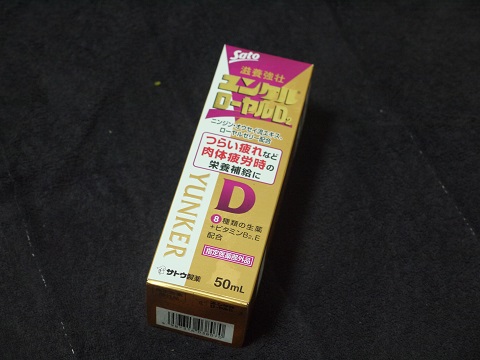 Sato
滋養強壮
ユンケル
ローヤルD₂
ニンジン・オウセイ流エキス、
ローヤルゼリー配合
つらい疲れなど
肉体疲労時の
栄養補給に
YUNKER
D
8種類の生薬
+ビタミンB₂、E
配合
指定医薬部外品
サトウ製薬
50mL